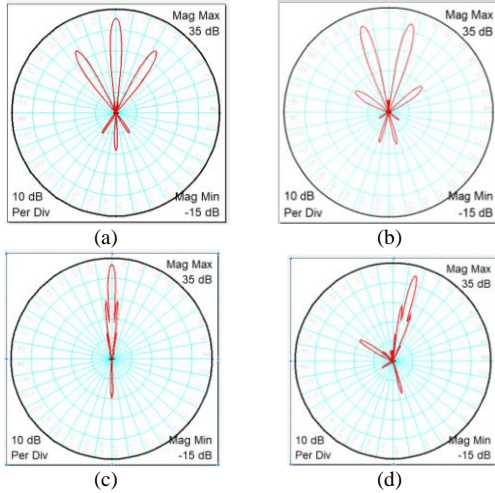 Mag Max
35 dB
10 dB
Per Div
Mag Min
-15 dB
(a)
Mag Max
35 dB
10 dB
Per Div
Mag Min
-15 dB
(b)
Mag Max
35 dB
10 dB
Per Div
Mag Min
-15 dB
(c)
Mag Max
35 dB
10 dB
Per Div
Mag Min
-15 dB
(d)